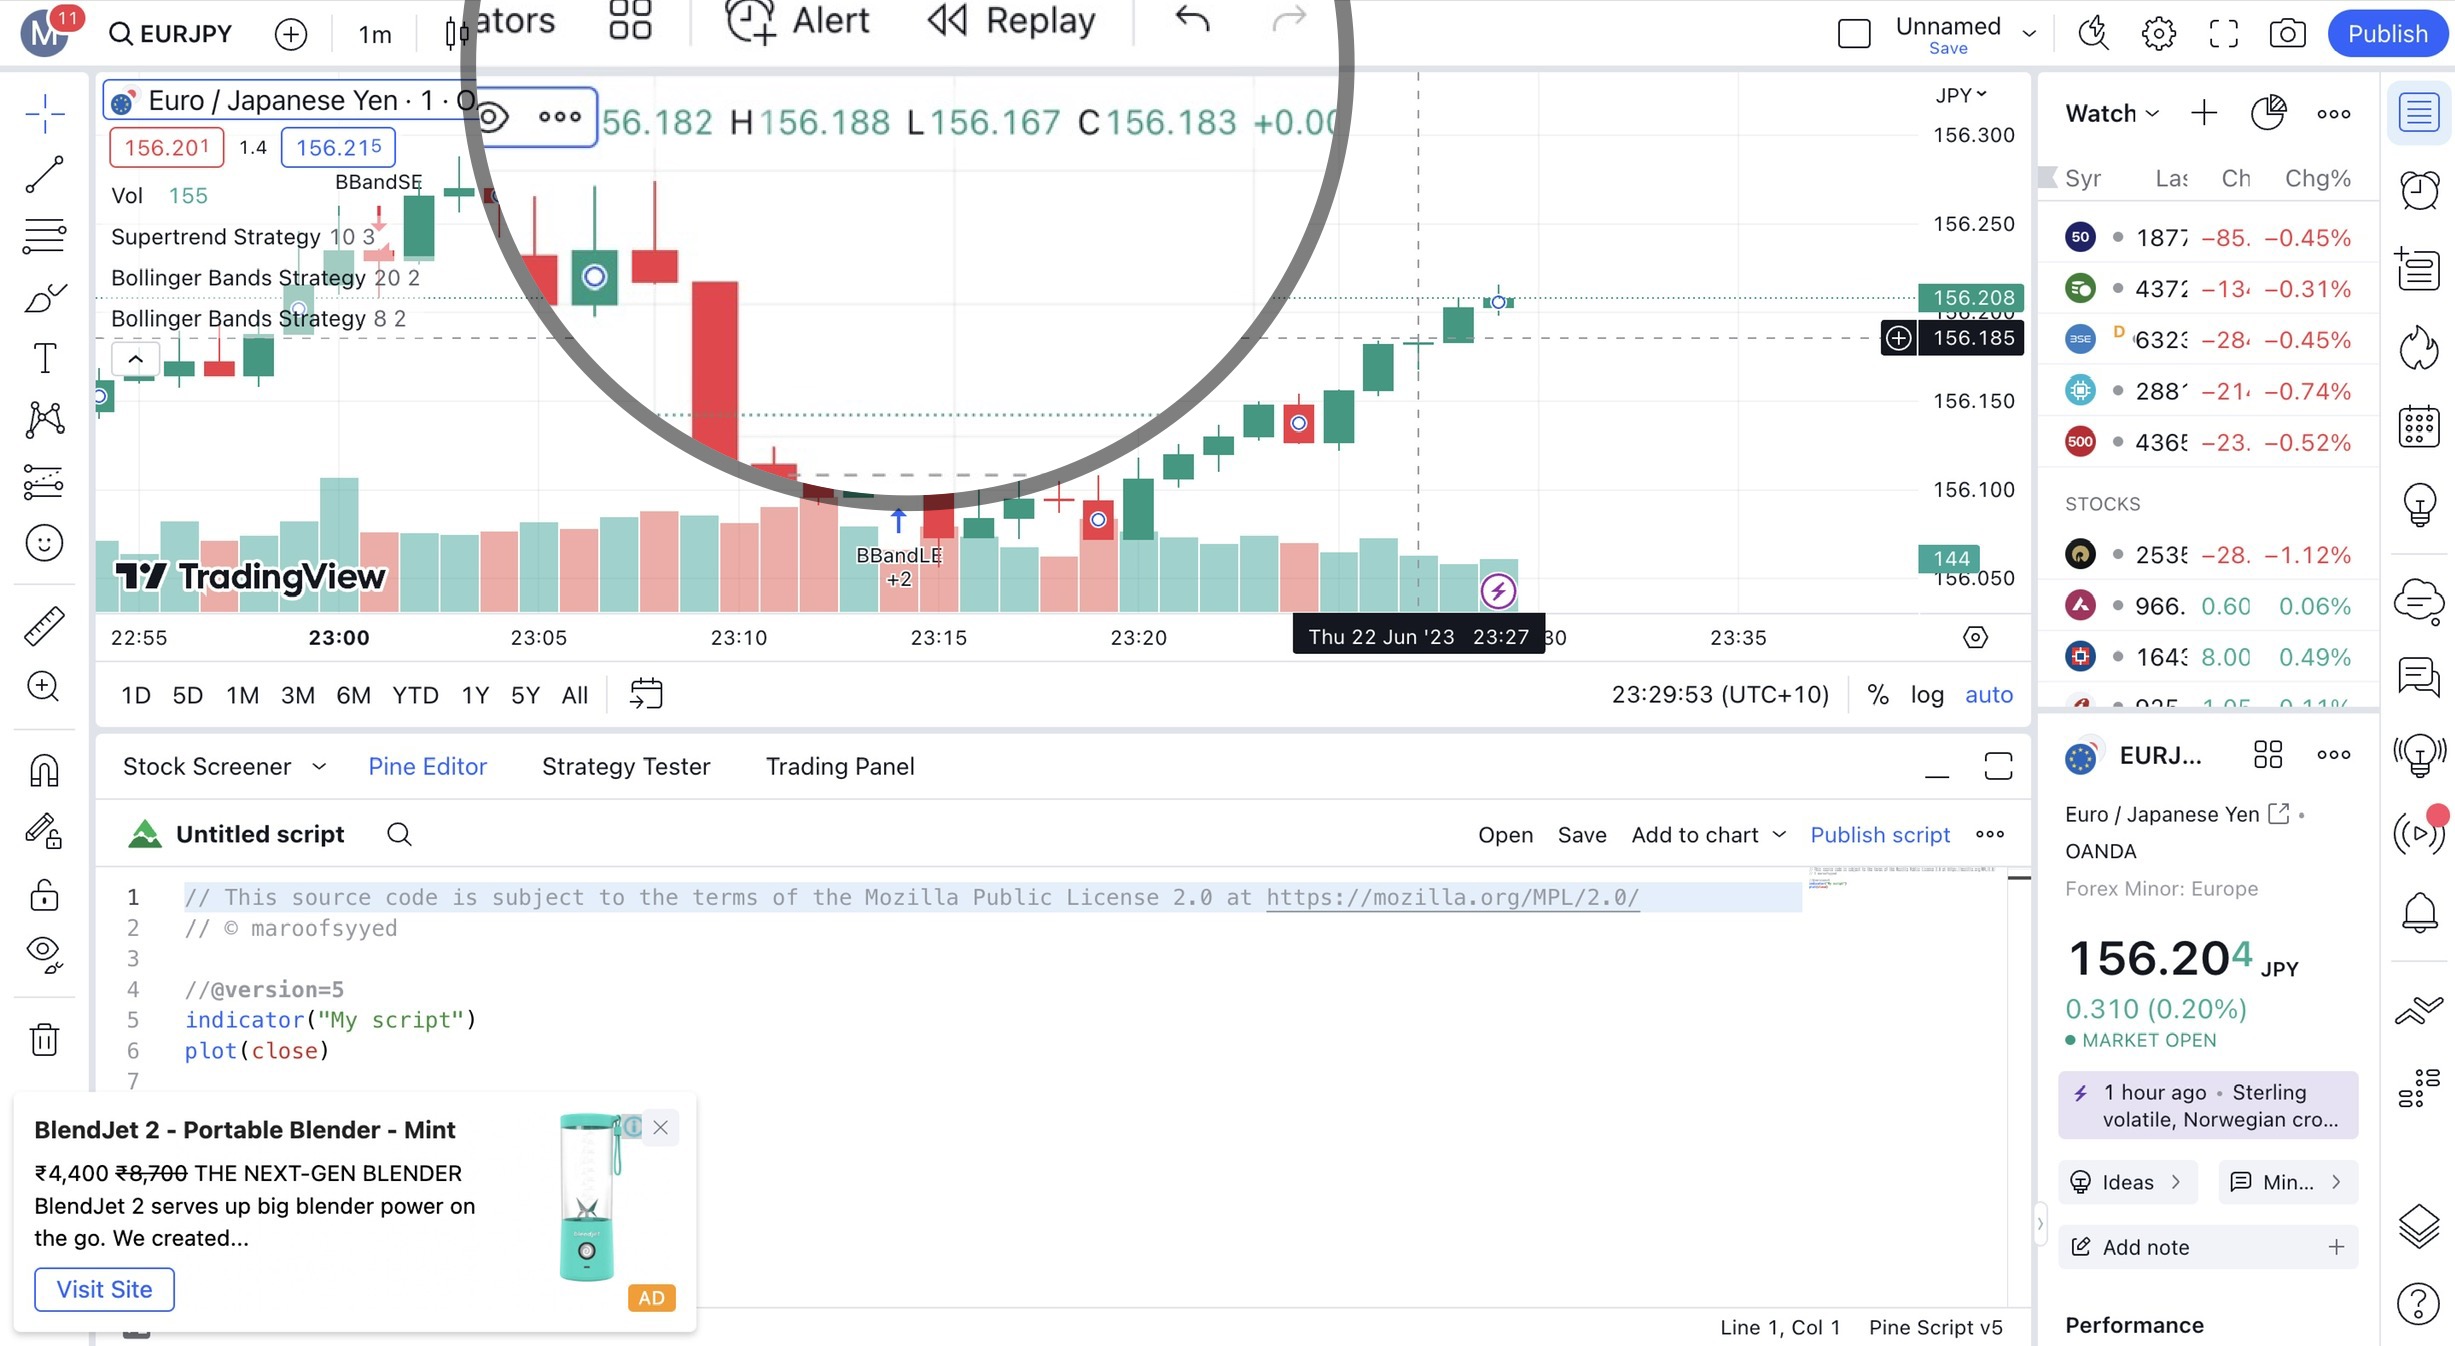 M 11 EURJPY 1m ators Alert Replay Unnamed Save Publish
Euro / Japanese Yen · 1 · O 56.182 H156.188 L156.167 C156.183
156.201 1.4 156.215
Vol 155
Supertrend Strategy 10 3
Bollinger Bands Strategy 20 2
Bollinger Bands Strategy 8 2
BBandSE
BBandLE
+2
TradingView
JPY
156.300
156.250
156.208
156.200
156.185
156.150
156.100
144
156.050
22:55 23:00 23:05 23:10 23:15 23:20 Thu 22 Jun '23 23:27 30 23:35
1D 5D 1M 3M 6M YTD 1Y 5Y All 23:29:53 (UTC+10) % log auto
Stock Screener Pine Editor Strategy Tester Trading Panel
Untitled script Open Save Add to chart Publish script
1 // This source code is subject to the terms of the Mozilla Public License 2.0 at https://mozilla.org/MPL/2.0/
2 // © maroofsyyed
3
4 //@version=5
5 indicator("My script")
6 plot(close)
7
BlendJet 2 - Portable Blender - Mint
₹4,400 ₹8,700 THE NEXT-GEN BLENDER
BlendJet 2 serves up big blender power on
the go. We created...
Visit Site
AD
Line 1, Col 1 Pine Script v5
Watch
Syr Las Ch Chg%
50 1877 −85. −0.45%
4372 −13 −0.31%
BSE D 6323 −28 −0.45%
288 −21 −0.74%
500 4365 −23. −0.52%
STOCKS
2535 −28. −1.12%
966. 0.60 0.06%
1643 8.00 0.49%
EURJ...
Euro / Japanese Yen
OANDA
Forex Minor: Europe
156.204 JPY
0.310 (0.20%)
MARKET OPEN
1 hour ago • Sterling
volatile, Norwegian cro...
Ideas Min...
Add note
Performance